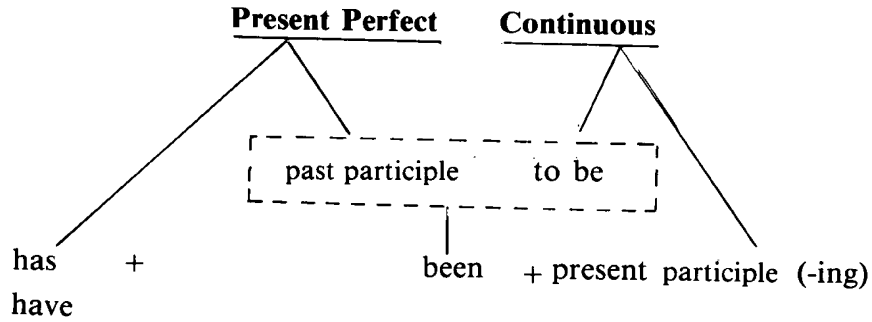 Present Perfect Continuous
past participle to be
has + been + present participle (-ing)
have